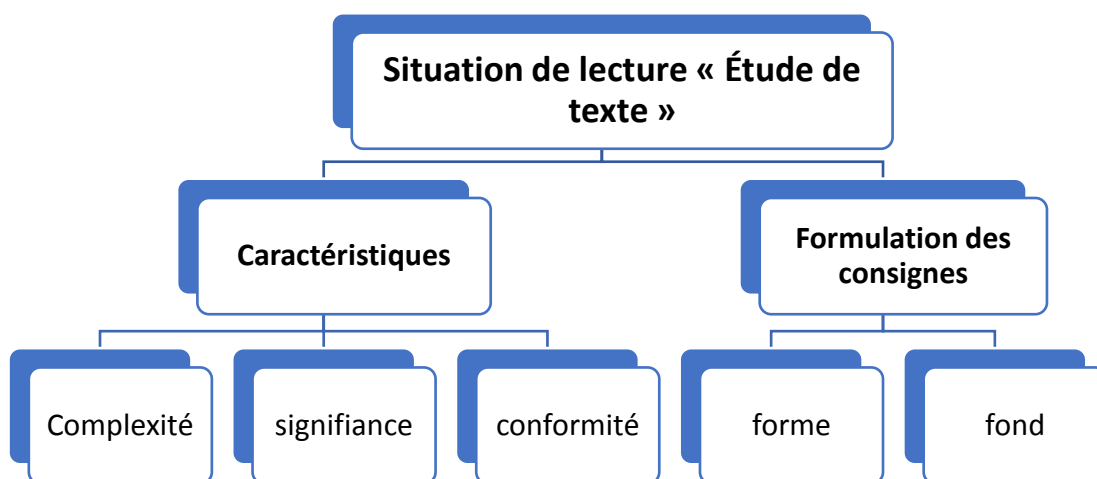 Situation de lecture « Étude de
texte »
Caractéristiques
Formulation des
consignes
Complexité
signifiance
conformité
forme
fond